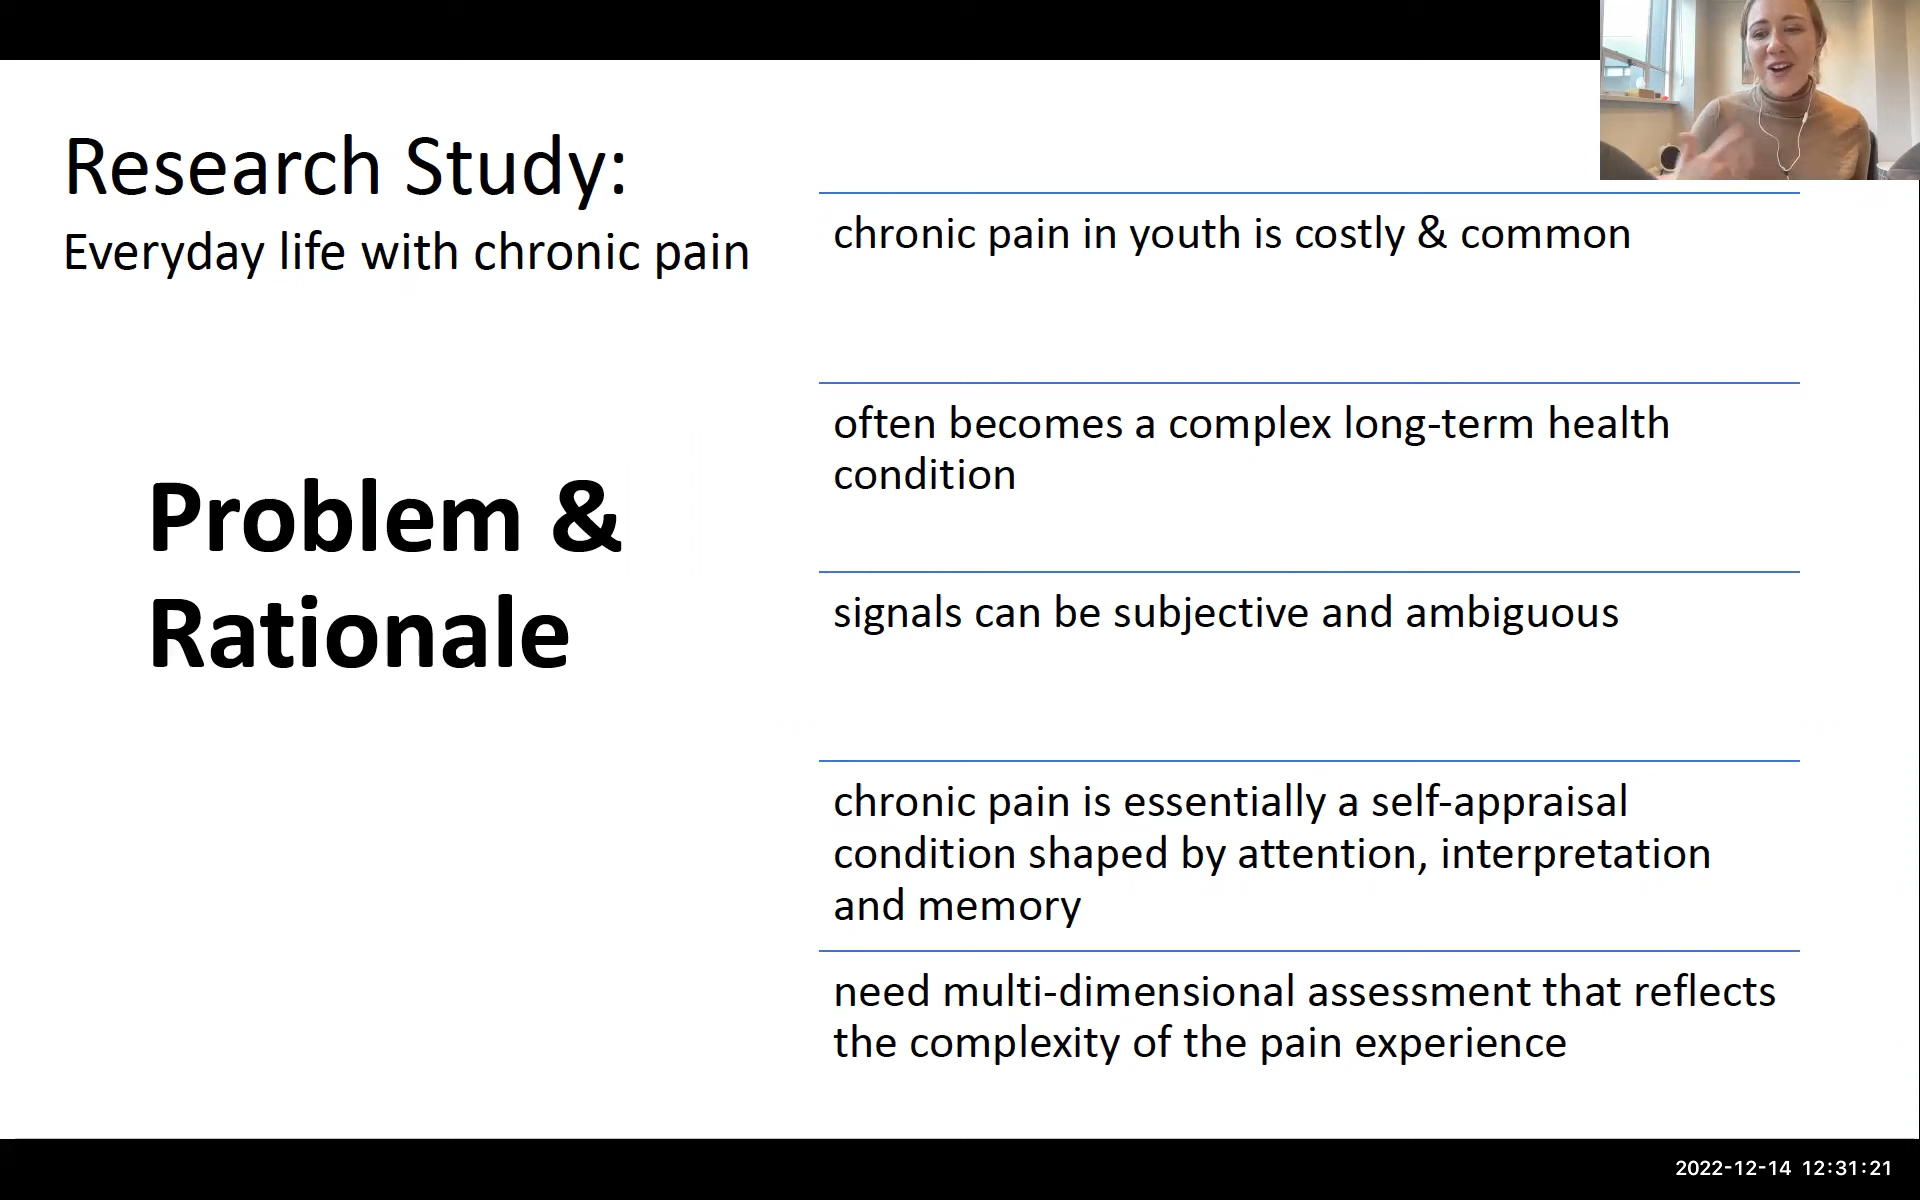 Research Study:
Everyday life with chronic pain
Problem &
Rationale
chronic pain in youth is costly & common
often becomes a complex long-term health
condition
signals can be subjective and ambiguous
chronic pain is essentially a self-appraisal
condition shaped by attention, interpretation
and memory
need multi-dimensional assessment that reflects
the complexity of the pain experience
2022-12-14 12:31:21